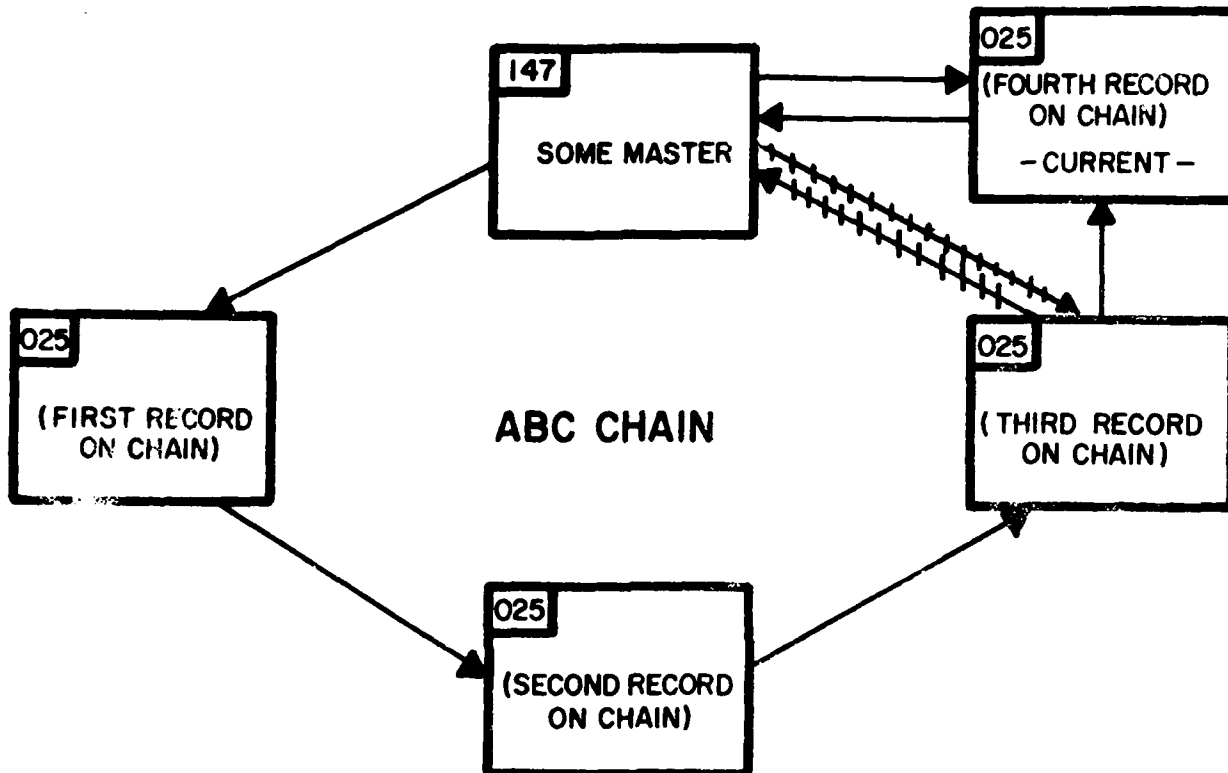 147
SOME MASTER
025
(FOURTH RECORD
ON CHAIN)
- CURRENT -
025
(FIRST RECORD
ON CHAIN)
ABC CHAIN
025
(THIRD RECORD
ON CHAIN)
025
(SECOND RECORD
ON CHAIN)